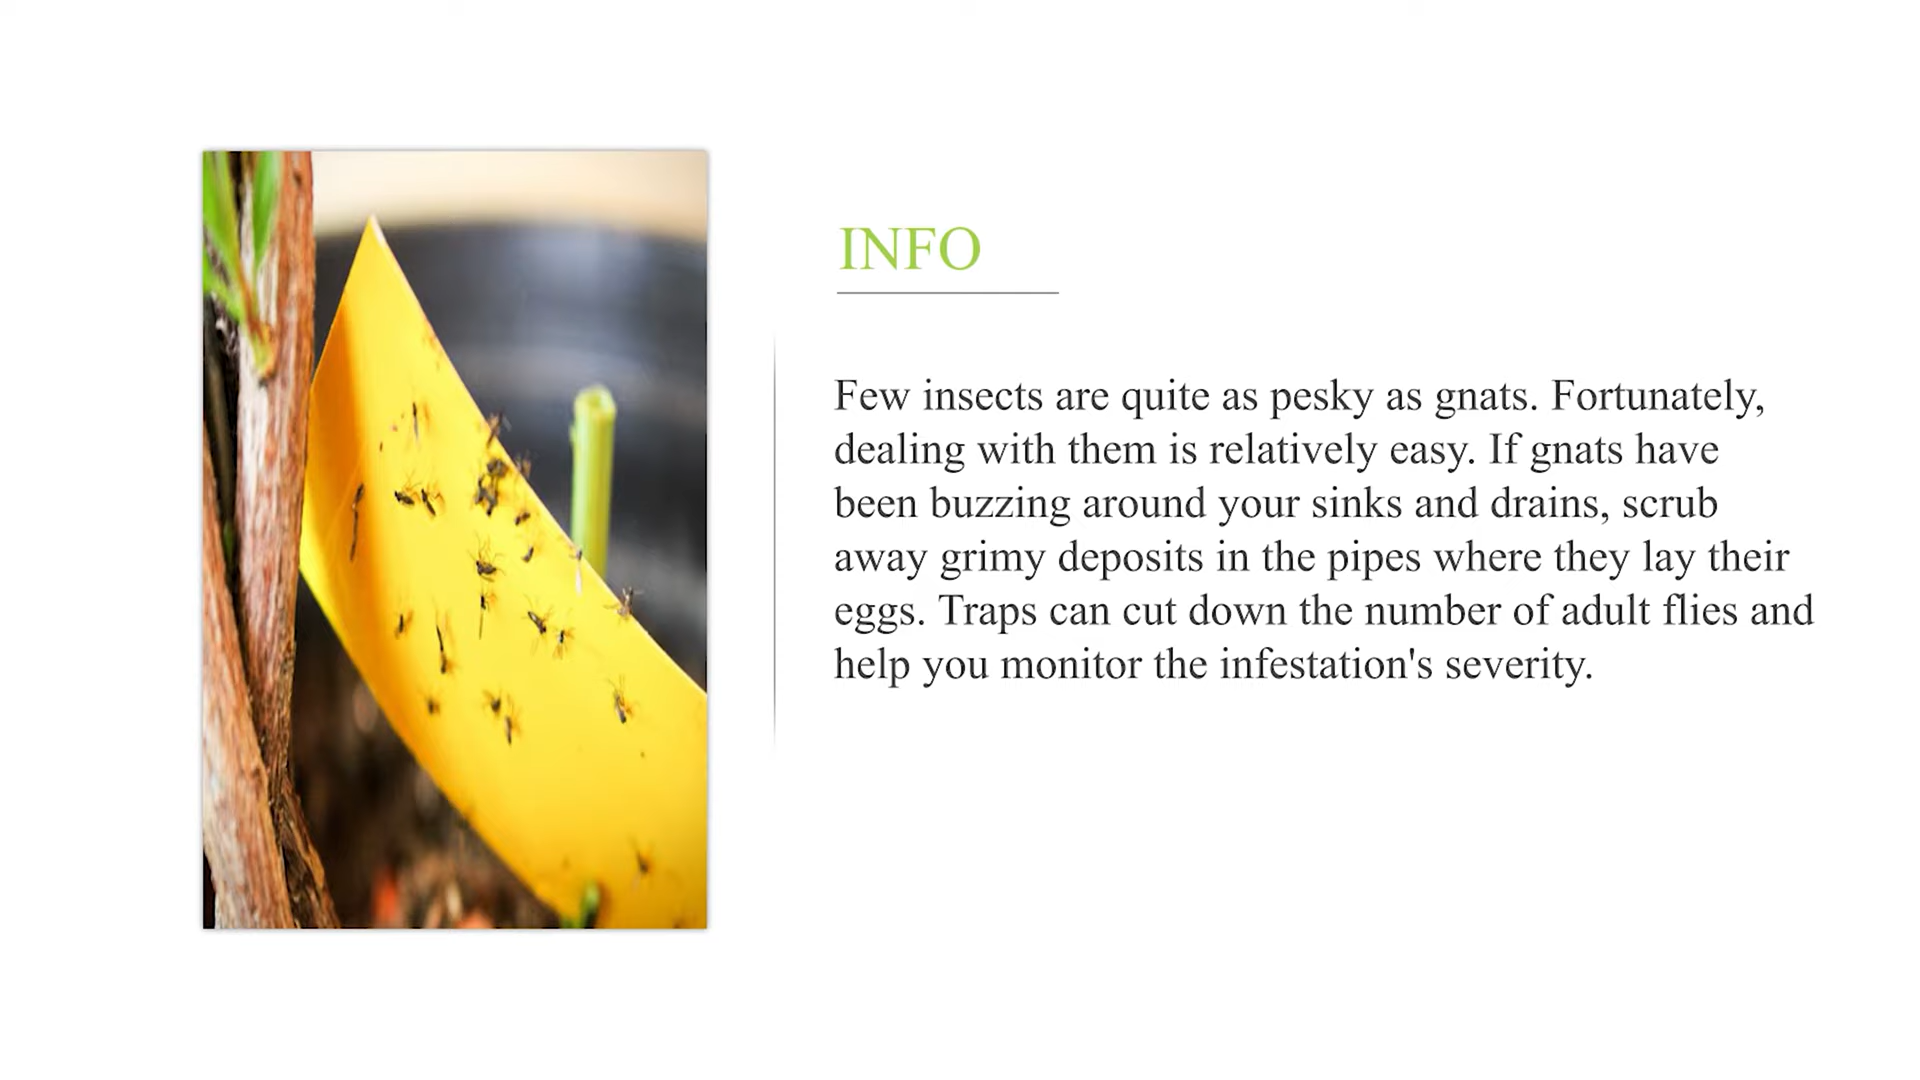 INFO
Few insects are quite as pesky as gnats. Fortunately,
dealing with them is relatively easy. If gnats have
been buzzing around your sinks and drains, scrub
away grimy deposits in the pipes where they lay their
eggs. Traps can cut down the number of adult flies and
help you monitor the infestation's severity.